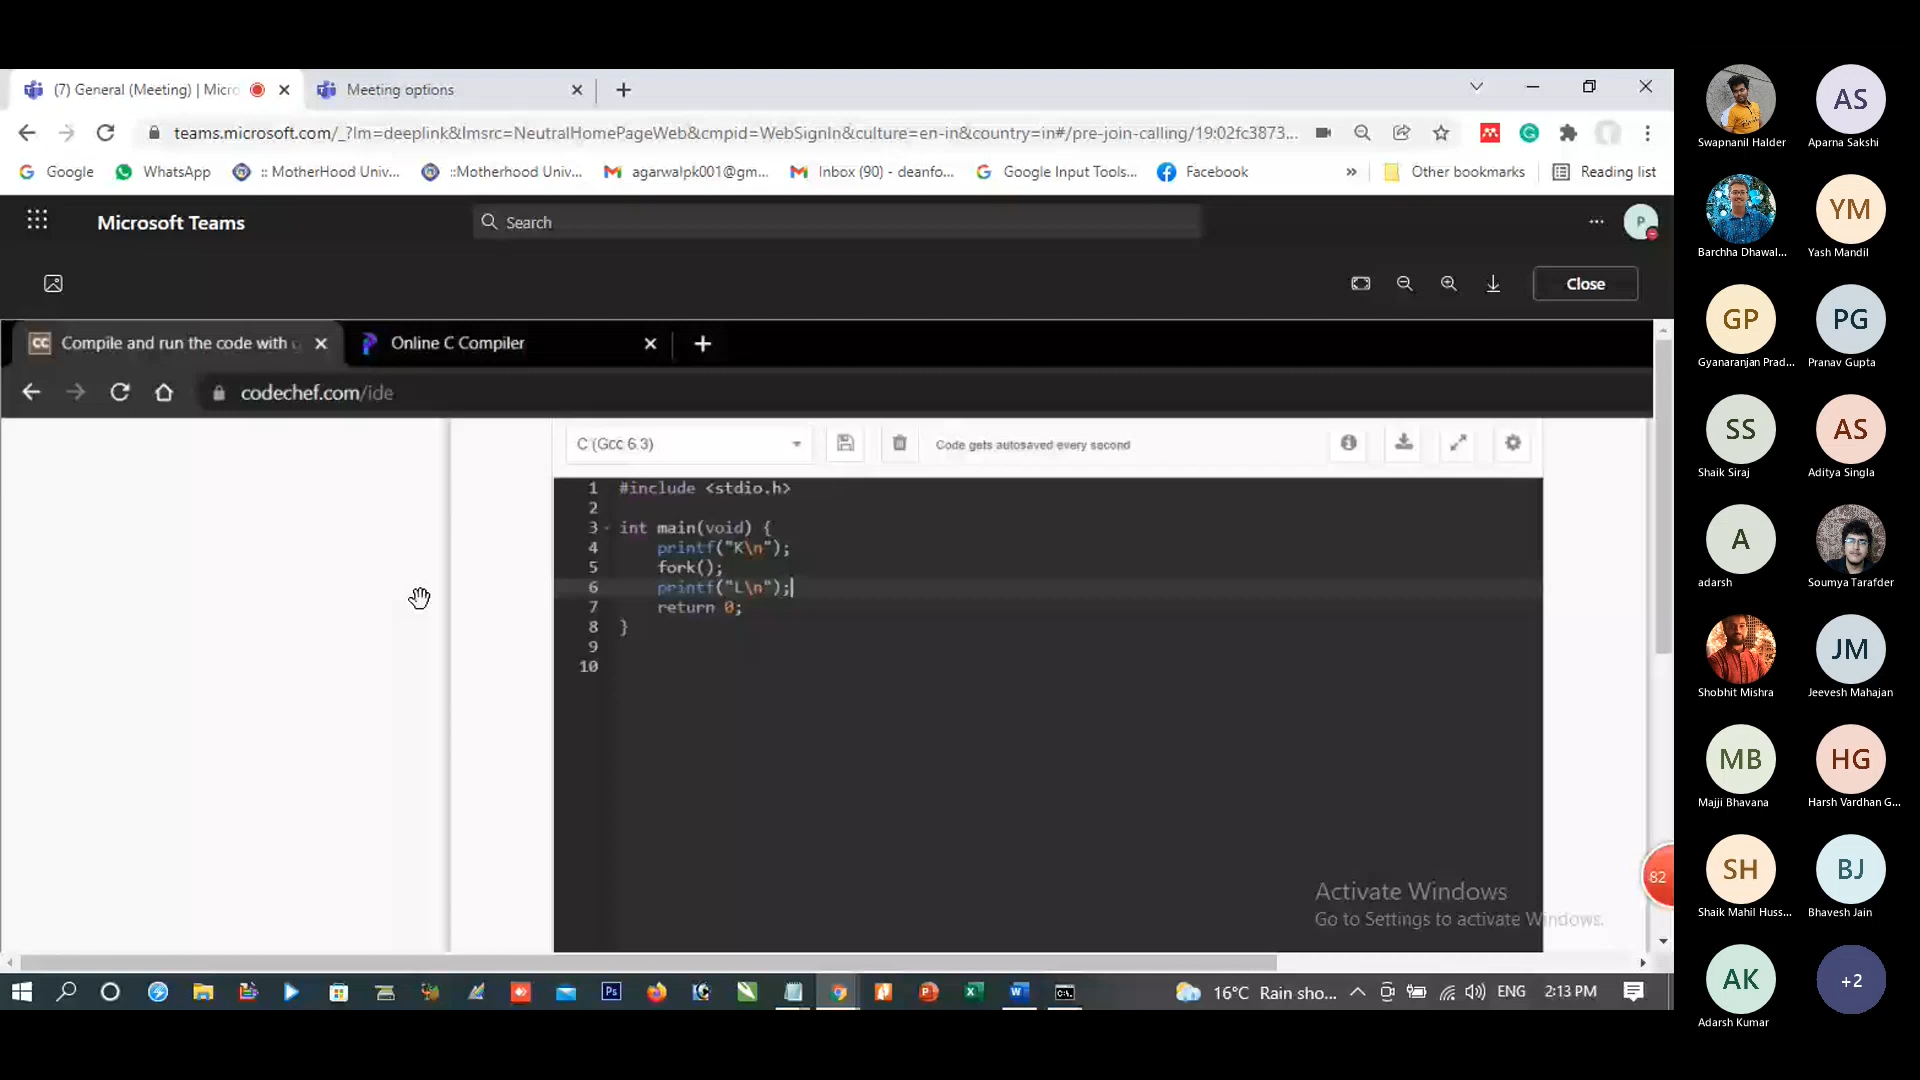 (7) General (Meeting) | Micro
Meeting options
teams.microsoft.com/_?lm=deeplink&lmsrc=NeutralHomePageWeb&cmpid=WebSignIn&culture=en-in&country=in#/pre-join-calling/19:02fc3873...
Google
WhatsApp
:: MotherHood Univ...
::Motherhood Univ...
agarwalpk001@gm...
Inbox (90) - deanfo...
Google Input Tools...
Facebook
»
Other bookmarks
Reading list
Microsoft Teams
Search
P
Close
CC
Compile and run the code with
Online C Compiler
codechef.com/ide
C (Gcc 6.3)
Code gets autosaved every second
1 #include <stdio.h>
2
3 int main(void) {
4 printf("K\n");
5 fork();
6 printf("L\n");
7 return 0;
8 }
9
10
82
Activate Windows
Go to Settings to activate Windows.
Ps
16°C Rain sho...
ENG
2:13 PM
AS
Swapnanil Halder
Aparna Sakshi
YM
Barchha Dhawal...
Yash Mandil
GP
PG
Gyanaranjan Prad...
Pranav Gupta
SS
AS
Shaik Siraj
Aditya Singla
A
adarsh
Soumya Tarafder
JM
Shobhit Mishra
Jeevesh Mahajan
MB
HG
Majji Bhavana
Harsh Vardhan G...
SH
BJ
Shaik Mahil Huss...
Bhavesh Jain
AK
+2
Adarsh Kumar